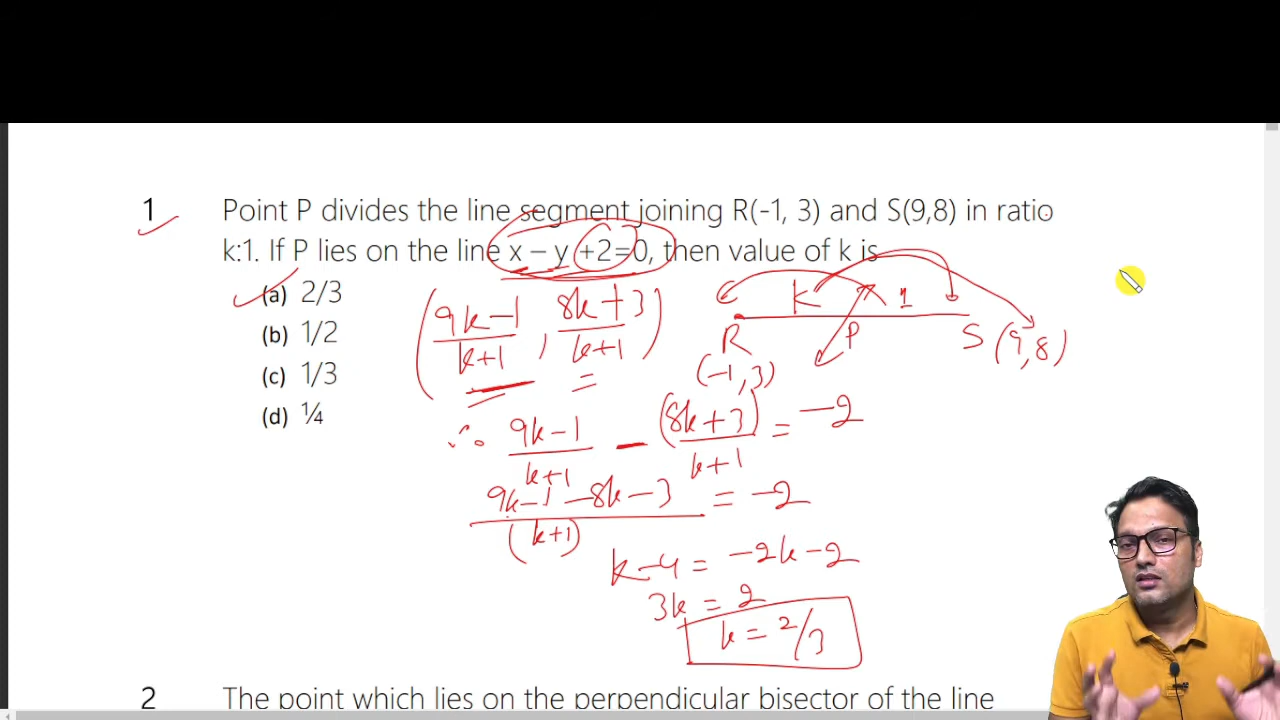 1 Point P divides the line segment joining R(-1, 3) and S(9,8) in ratio
k:1. If P lies on the line x – y +2=0, then value of k is
(a) 2/3
(b) 1/2
(c) 1/3
(d) ¼
(9k-1/k+1, 8k+3/k+1)
K 1
R P S (9,8)
(-1,3)
∴ 9k-1/k+1 - (8k+3)/k+1 = -2
9k-1-8k-3/(k+1) = -2
k-4 = -2k-2
3k = 2
k = 2/3
2 The point which lies on the perpendicular bisector of the line